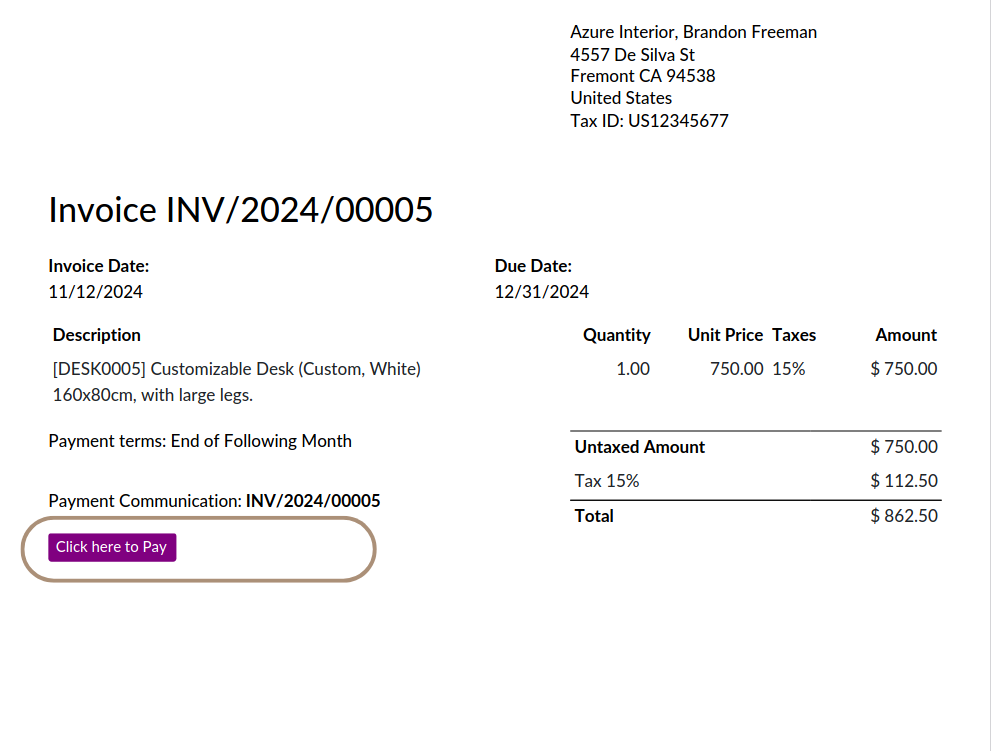 Azure Interior, Brandon Freeman
4557 De Silva St
Fremont CA 94538
United States
Tax ID: US12345677
Invoice INV/2024/00005
Invoice Date: Due Date:
11/12/2024 12/31/2024
Description Quantity Unit Price Taxes Amount
[DESK0005] Customizable Desk (Custom, White) 1.00 750.00 15% $ 750.00
160x80cm, with large legs.
Payment terms: End of Following Month
Untaxed Amount $ 750.00
Tax 15% $ 112.50
Payment Communication: INV/2024/00005
Total $ 862.50
Click here to Pay